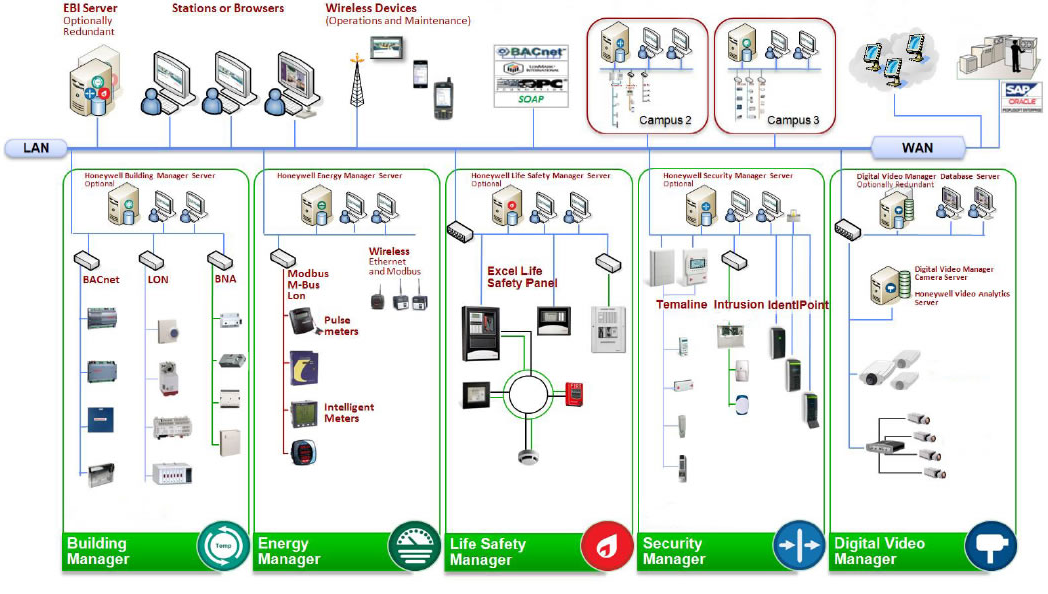 EBI Server
Optionally
Redundant
Stations or Browsers
Wireless Devices
(Operations and Maintenance)
BACnet
LONMARK
INTERNATIONAL
OPC
SOAP
Campus 2
Campus 3
SAP
ORACLE
LAN
WAN
Honeywell Building Manager Server
Optional
BACnet
LON
BNA
Building
Manager
Temp
Honeywell Energy Manager Server
Wireless
Ethernet
and Modbus
Modbus
M-Bus
Lon
Pulse
meters
Intelligent
Meters
Energy
Manager
Honeywell Life Safety Manager Server
Optional
Excel Life
Safety Panel
FIRE
Life Safety
Manager
Honeywell Security Manager Server
Optional
Temaline
Intrusion
IdentIPoint
Security
Manager
Digital Video Manager Database Server
Optionally Redundant
Digital Video Manager
Camera Server
Honeywell Video Analytics
Server
Digital Video
Manager